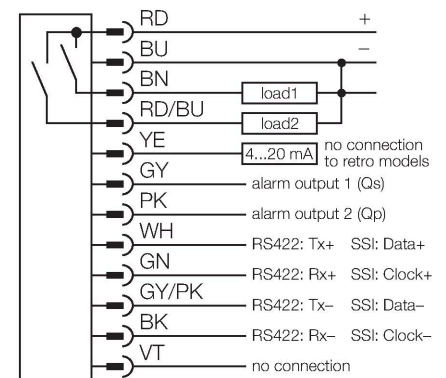 RD +
BU –
BN load1
RD/BU load2
YE 4...20 mA no connection
to retro models
GY alarm output 1 (Qs)
PK alarm output 2 (Qp)
WH RS422: Tx+ SSI: Data+
GN RS422: Rx+ SSI: Clock+
GY/PK RS422: Tx– SSI: Data–
BK RS422: Rx– SSI: Clock–
VT no connection